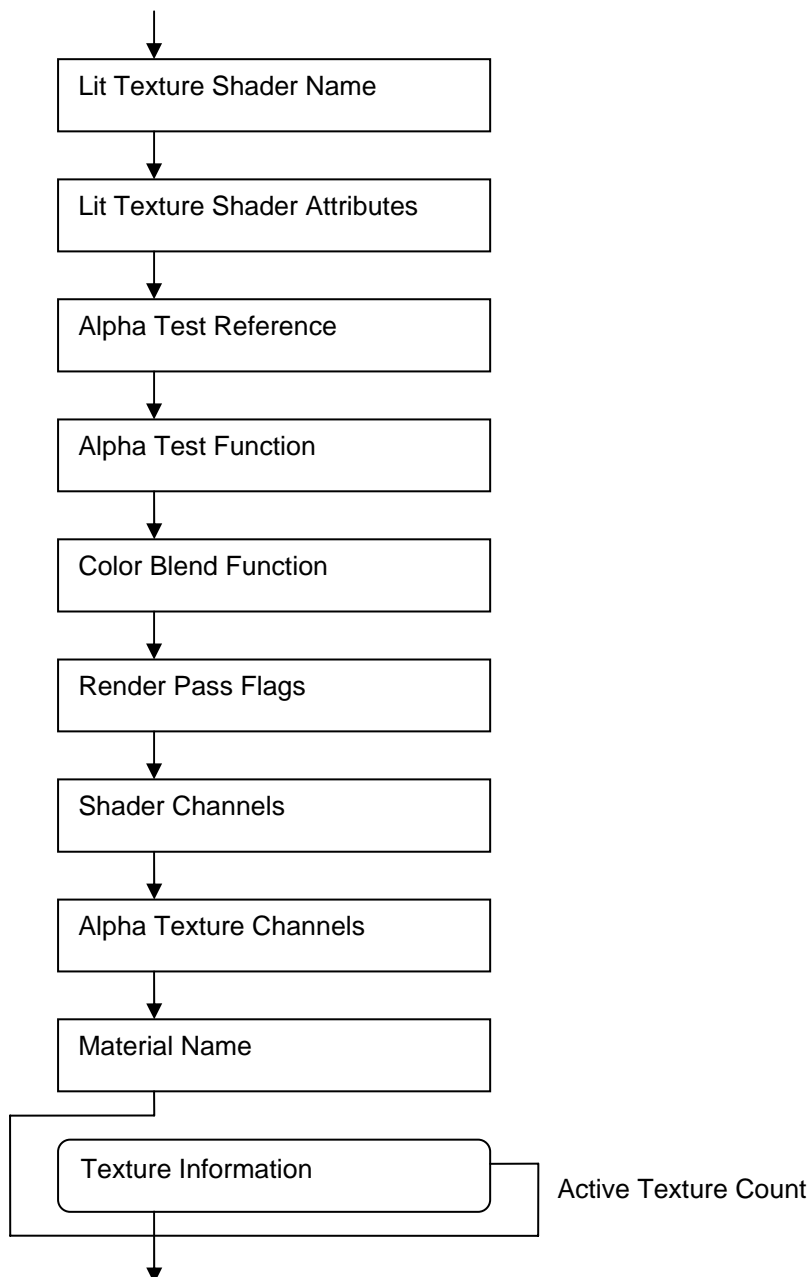 Lit Texture Shader Name
Lit Texture Shader Attributes
Alpha Test Reference
Alpha Test Function
Color Blend Function
Render Pass Flags
Shader Channels
Alpha Texture Channels
Material Name
Texture Information
Active Texture Count